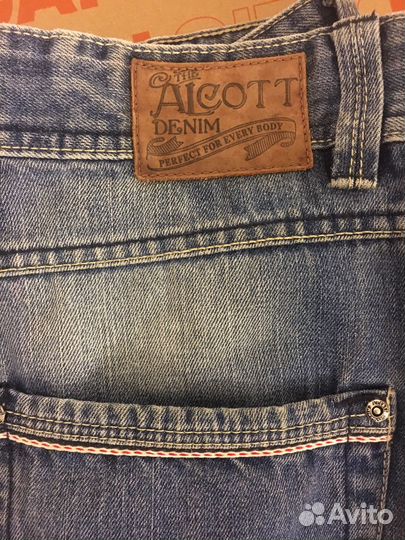 THE
ALCOTT
DENIM
PERFECT FOR EVERY BODY
Avito